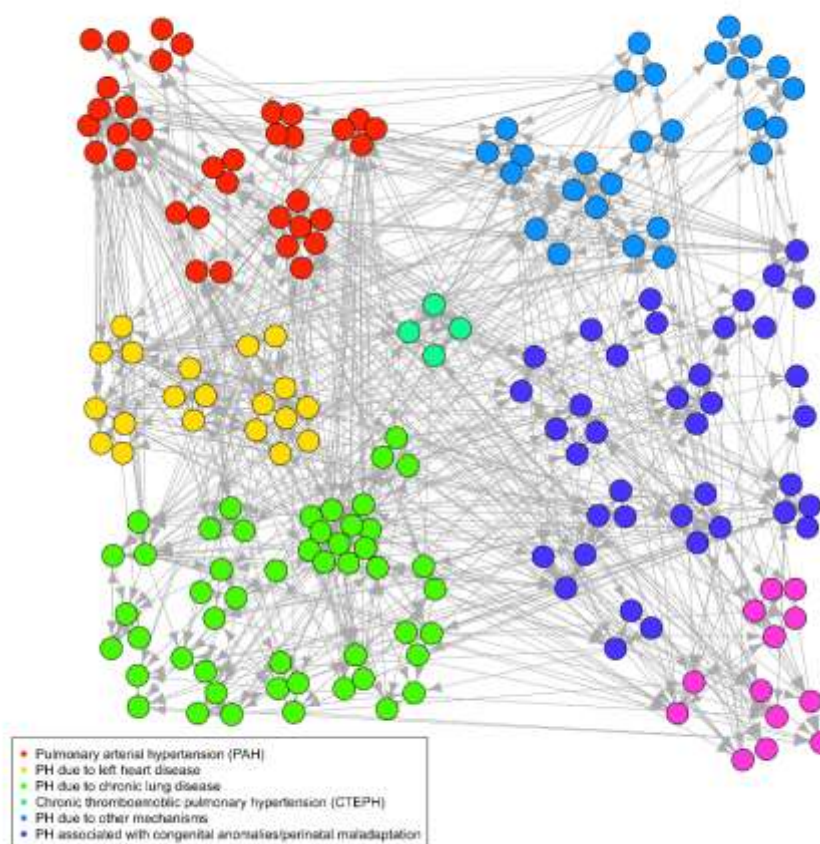 Pulmonary arterial hypertension (PAH)
PH due to left heart disease
PH due to chronic lung disease
Chronic thromboemoblic pulmonary hypertension (CTEPH)
PH due to other mechanisms
PH associated with congenital anomalies/perinatal maladaptation